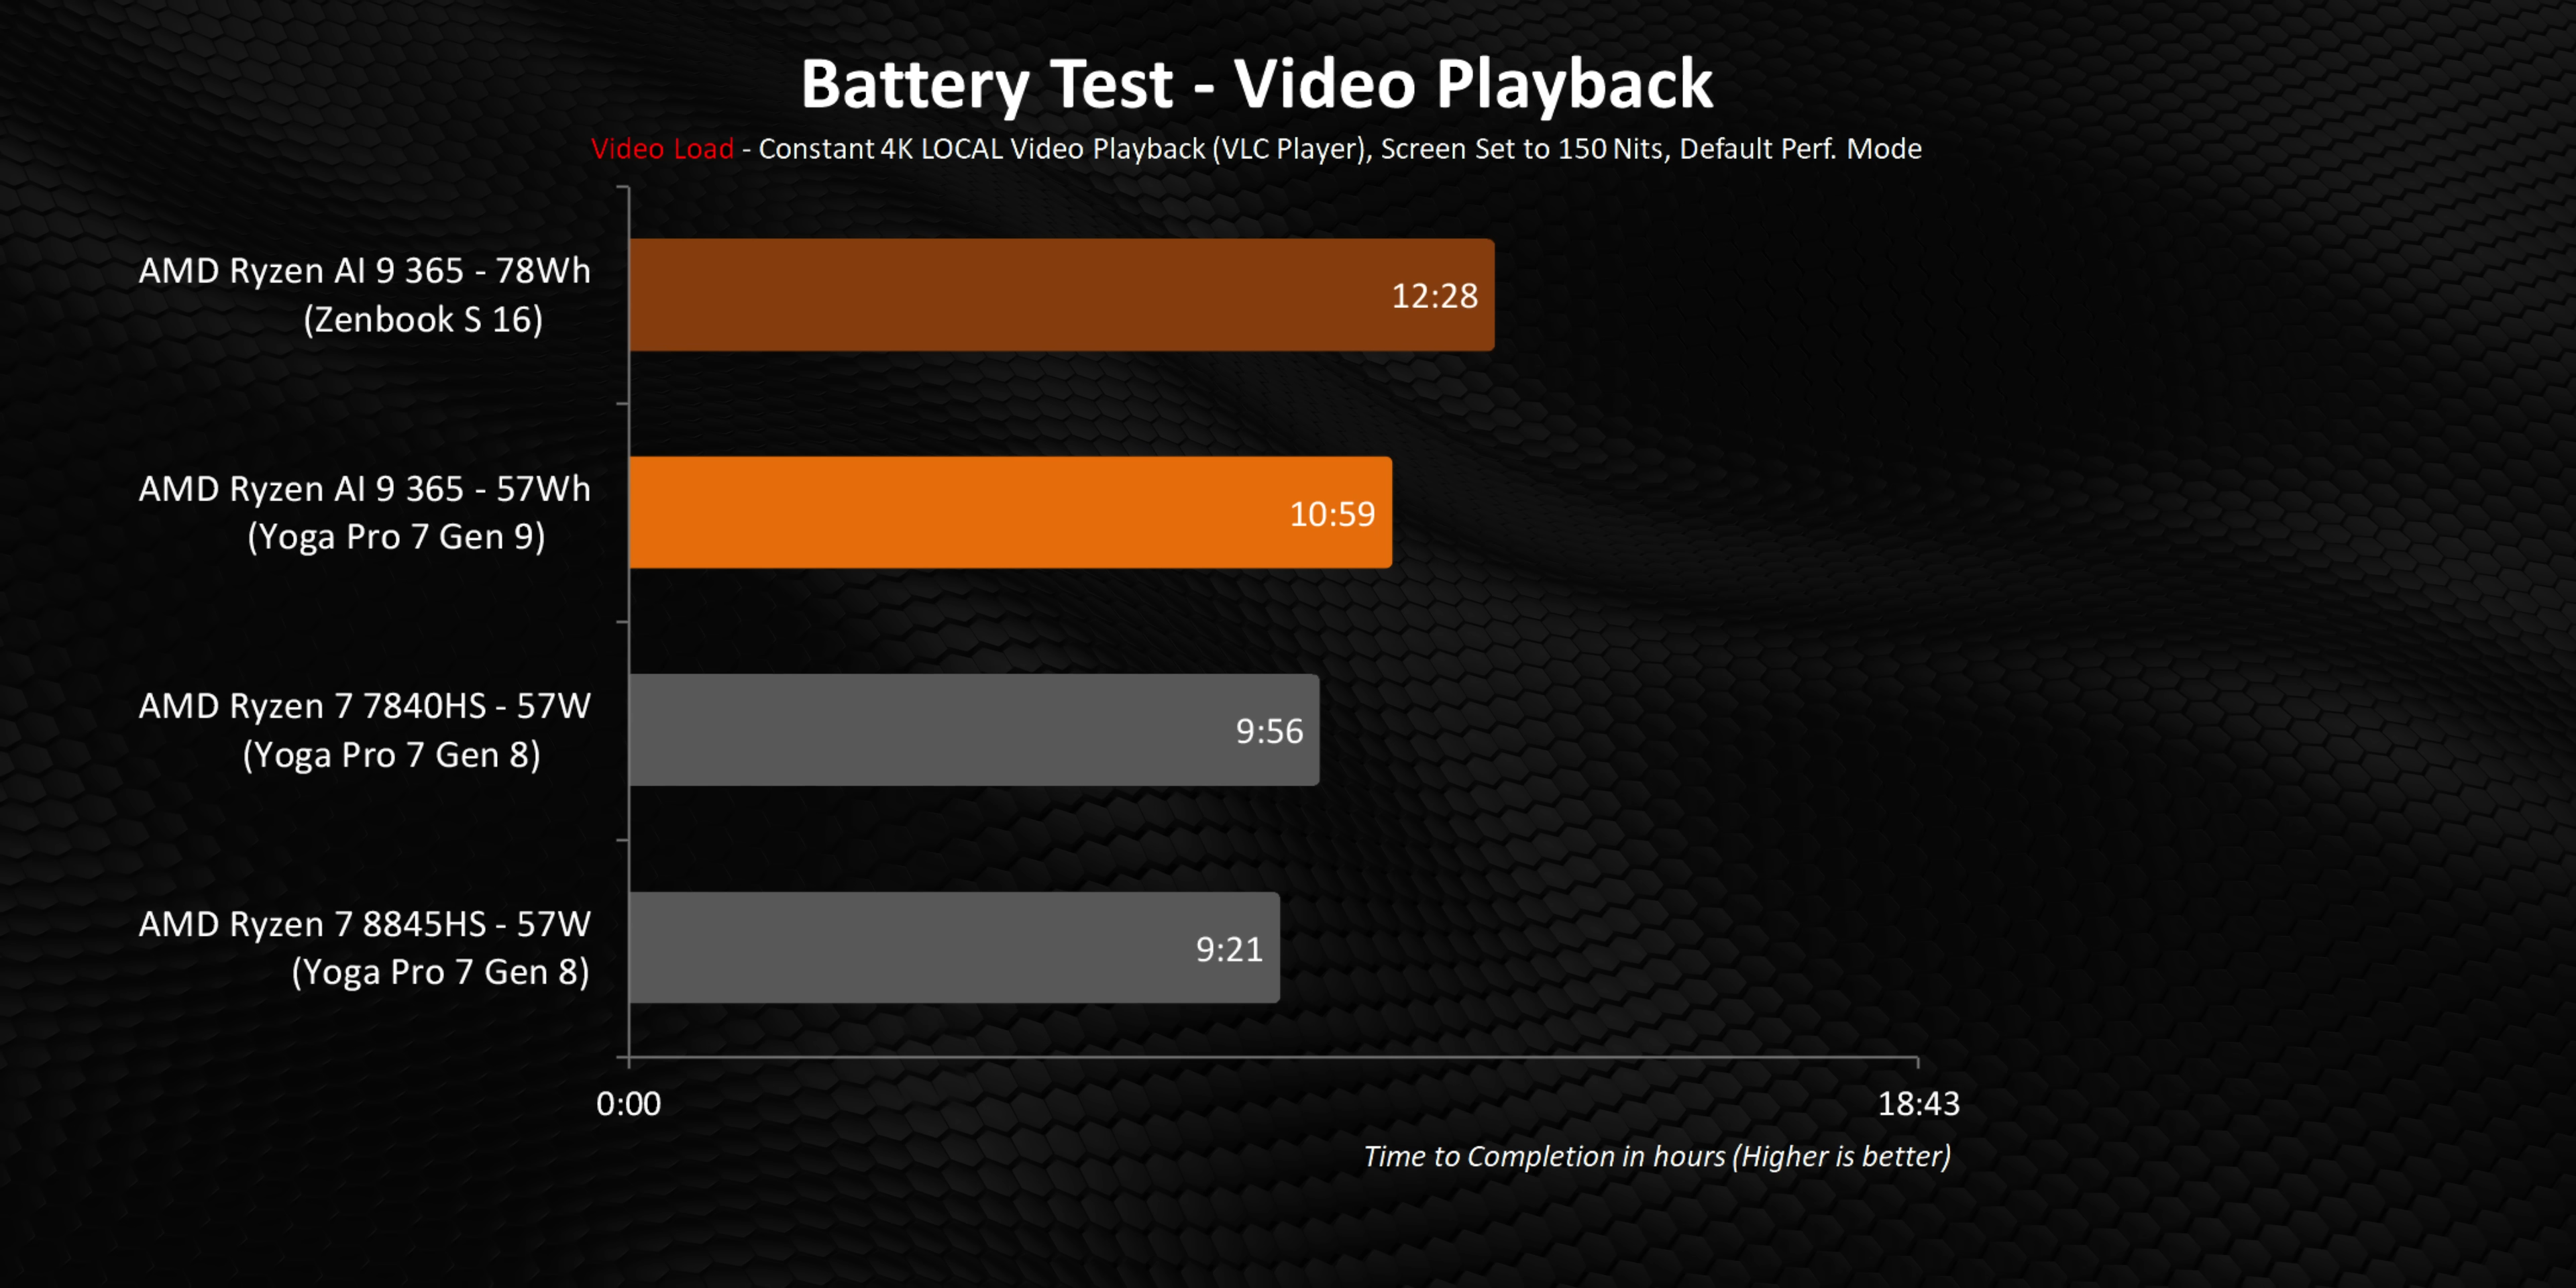 Battery Test - Video Playback
Video Load - Constant 4K LOCAL Video Playback (VLC Player), Screen Set to 150 Nits, Default Perf. Mode
AMD Ryzen AI 9 365 - 78Wh
(Zenbook S 16)
12:28
AMD Ryzen AI 9 365 - 57Wh
(Yoga Pro 7 Gen 9)
10:59
AMD Ryzen 7 7840HS - 57W
(Yoga Pro 7 Gen 8)
9:56
AMD Ryzen 7 8845HS - 57W
(Yoga Pro 7 Gen 8)
9:21
0:00
18:43
Time to Completion in hours (Higher is better)